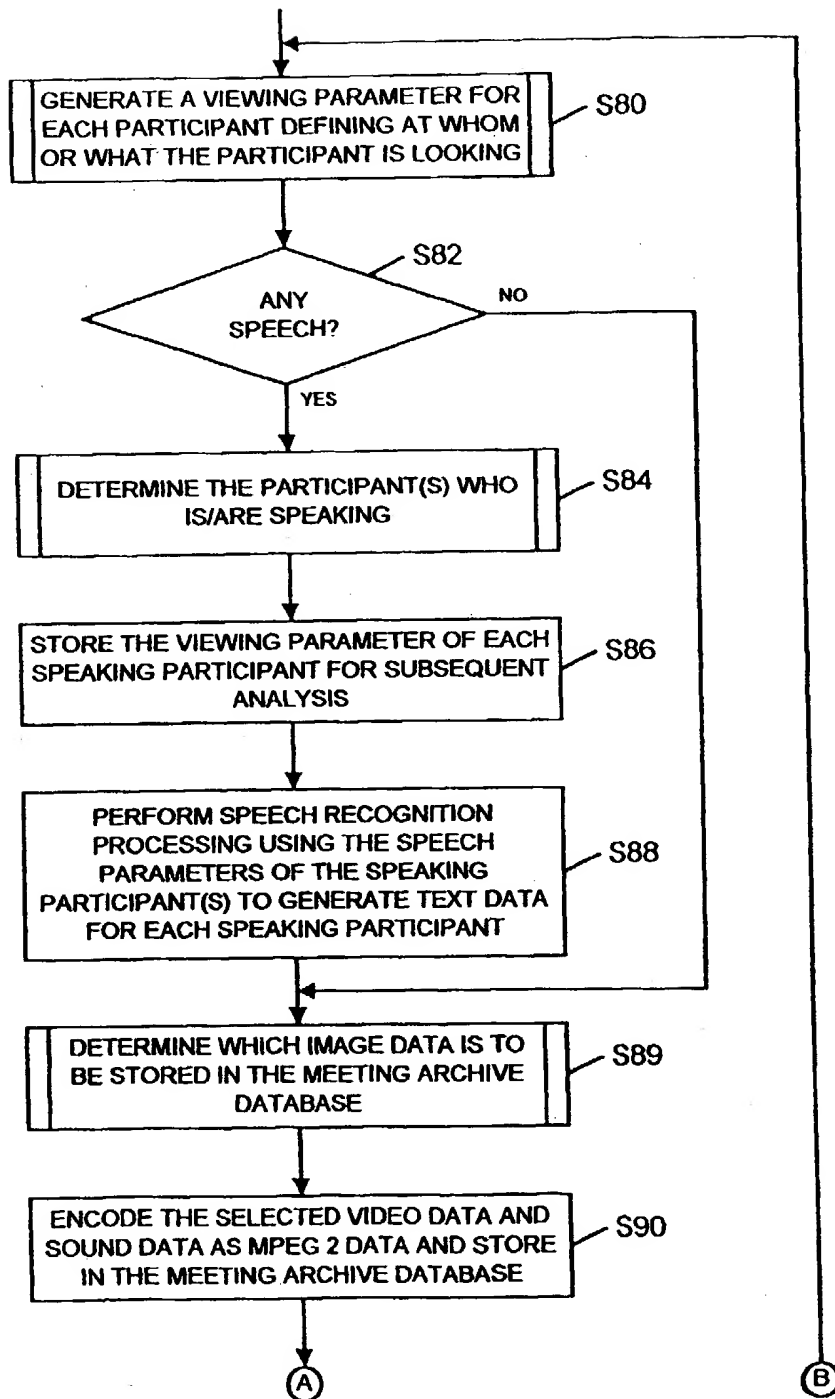 GENERATE A VIEWING PARAMETER FOR
EACH PARTICIPANT DEFINING AT WHOM
OR WHAT THE PARTICIPANT IS LOOKING
S80
S82
ANY
SPEECH?
NO
YES
DETERMINE THE PARTICIPANT(S) WHO
IS/ARE SPEAKING
S84
STORE THE VIEWING PARAMETER OF EACH
SPEAKING PARTICIPANT FOR SUBSEQUENT
ANALYSIS
S86
PERFORM SPEECH RECOGNITION
PROCESSING USING THE SPEECH
PARAMETERS OF THE SPEAKING
PARTICIPANT(S) TO GENERATE TEXT DATA
FOR EACH SPEAKING PARTICIPANT
S88
DETERMINE WHICH IMAGE DATA IS TO
BE STORED IN THE MEETING ARCHIVE
DATABASE
S89
ENCODE THE SELECTED VIDEO DATA AND
SOUND DATA AS MPEG 2 DATA AND STORE
IN THE MEETING ARCHIVE DATABASE
S90
A
B